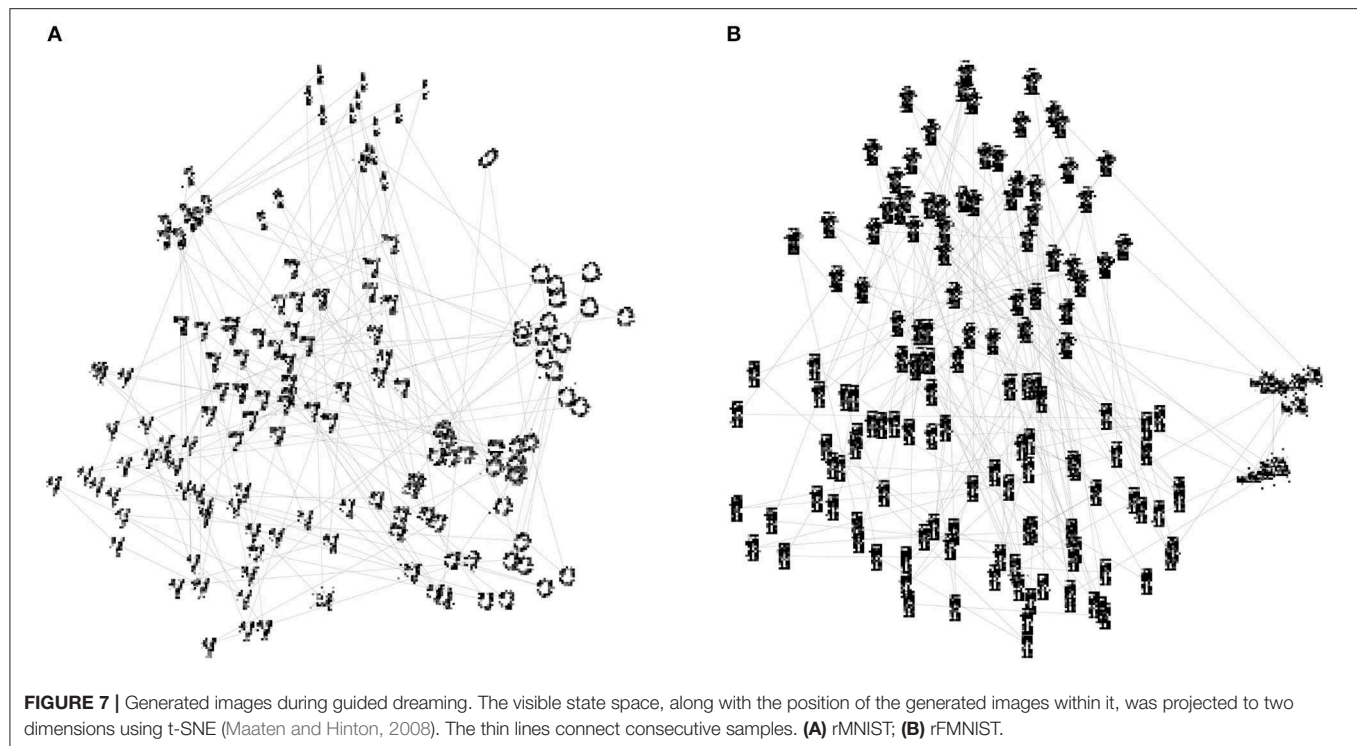 A
B
FIGURE 7 | Generated images during guided dreaming. The visible state space, along with the position of the generated images within it, was projected to two
dimensions using t-SNE (Maaten and Hinton, 2008). The thin lines connect consecutive samples. (A) rMNIST; (B) rFMNIST.